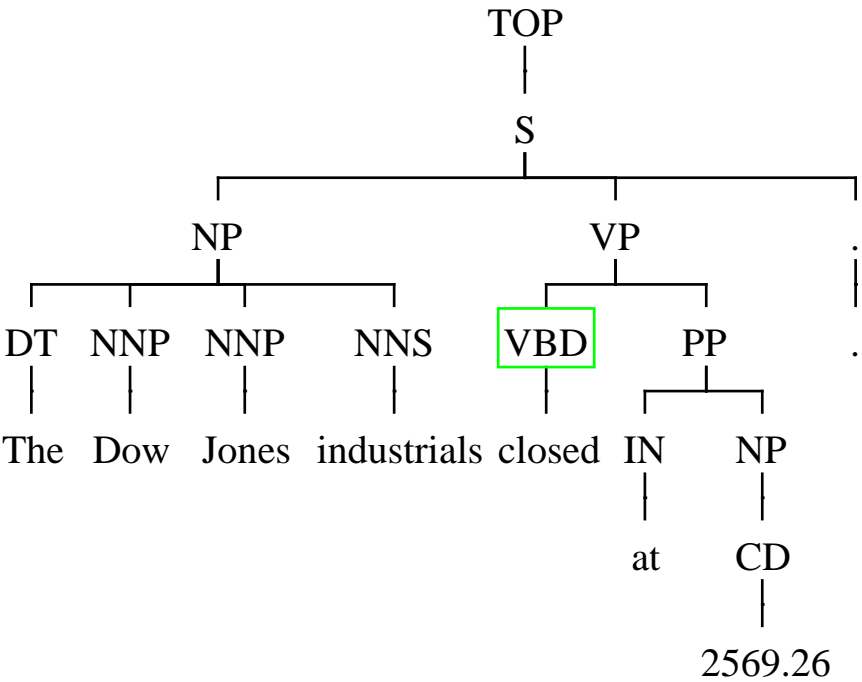 TOP
S
NP VP .
DT NNP NNP NNS VBD PP .
The Dow Jones industrials closed IN NP
at CD
2569.26